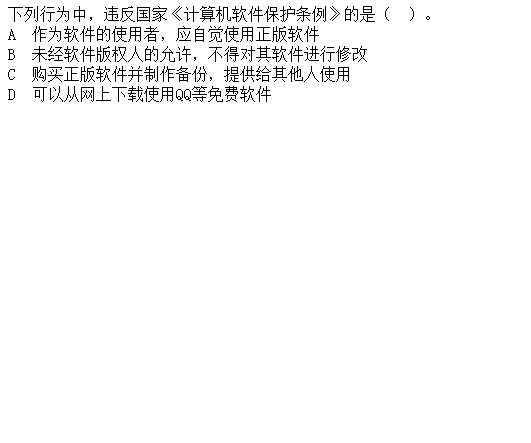 下列行为中，违反国家《计算机软件保护条例》的是（　）。
A　作为软件的使用者，应自觉使用正版软件
B　未经软件版权人的允许，不得对其软件进行修改
C　购买正版软件并制作备份，提供给其他人使用
D　可以从网上下载使用QQ等免费软件